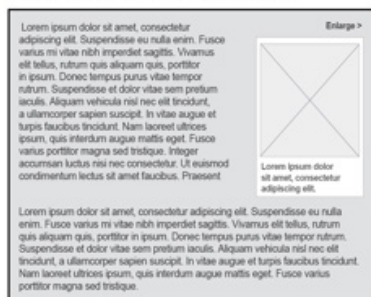 Lorem ipsum dolor sit amet, consectetur
adipiscing elit. Suspendisse eu nulla enim. Fusce
varius mi vitae nibh imperdiet sagittis. Vivamus
elit tellus, rutrum quis aliquam quis, porttitor
in ipsum. Donec tempus purus vitae tempor
rutrum. Suspendisse et dolor vitae sem pretium
iaculis. Aliquam vehicula nisl nec elit tincidunt,
a ullamcorper sapien suscipit. In vitae augue et
turpis faucibus tincidunt. Nam laoreet ultrices
ipsum, quis interdum augue mattis eget. Fusce
varius porttitor magna sed tristique. Integer
accumsan luctus nisi nec consectetur. Ut euismod
condimentum lectus sit amet faucibus. Praesent
Enlarge >
Lorem ipsum dolor
sit amet, consectetur
adipiscing elit.
Lorem ipsum dolor sit amet, consectetur adipiscing elit. Suspendisse eu nulla
enim. Fusce varius mi vitae nibh imperdiet sagittis. Vivamus elit tellus, rutrum
quis aliquam quis, porttitor in ipsum. Donec tempus purus vitae tempor rutrum.
Suspendisse et dolor vitae sem pretium iaculis. Aliquam vehicula nisl nec elit
tincidunt, a ullamcorper sapien suscipit. In vitae augue et turpis faucibus tincidunt.
Nam laoreet ultrices ipsum, quis interdum augue mattis eget. Fusce varius
porttitor magna sed tristique.